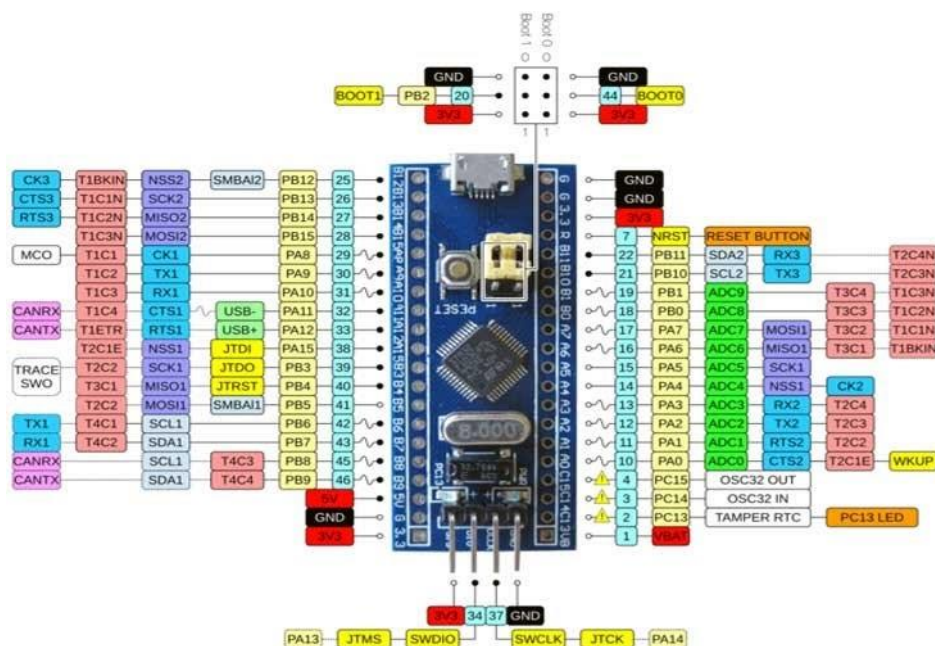 Boot 1 Boot 0
0 0
GND GND
BOOT1 PB2 20 44 BOOT0
3V3 3V3
1 1
CK3 T1BKIN NSS2 SMBAI2 PB12 25 GND
CTS3 T1C1N SCK2 PB13 26 GND
RTS3 T1C2N MISO2 PB14 27 3V3
T1C3N MOSI2 PB15 28 7 NRST RESET BUTTON
MCO T1C1 CK1 PA8 29 22 PB11 SDA2 RX3 T2C4N
T1C2 TX1 PA9 30 21 PB10 SCL2 TX3 T2C3N
T1C3 RX1 PA10 31 19 PB1 ADC9 T3C4 T1C3N
CANRX T1C4 CTS1 USB- PA11 32 18 PB0 ADC8 T3C3 T1C2N
CANTX T1ETR RTS1 USB+ PA12 33 17 PA7 ADC7 MOSI1 T3C2 T1C1N
T2C1E NSS1 JTDI PA15 38 16 PA6 ADC6 MISO1 T3C1 T1BKIN
TRACE SWO T2C2 SCK1 JTDO PB3 39 15 PA5 ADC5 SCK1
T3C1 MISO1 JTRST PB4 40 14 PA4 ADC4 NSS1 CK2
T2C2 MOSI1 SMBAI1 PB5 41 13 PA3 ADC3 RX2 T2C4
TX1 T4C1 SCL1 PB6 42 12 PA2 ADC2 TX2 T2C3
RX1 T4C2 SDA1 PB7 43 11 PA1 ADC1 RTS2 T2C2
CANRX SCL1 T4C3 PB8 45 10 PA0 ADC0 CTS2 T2C1E WKUP
CANTX SDA1 T4C4 PB9 46 4 PC15 OSC32 OUT
5V 3 PC14 OSC32 IN
GND 2 PC13 TAMPER RTC PC13 LED
3V3 1 VBAT
RESET
8.000
PC13
3V3 34 37 GND
PA13 JTMS SWDIO SWCLK JTCK PA14